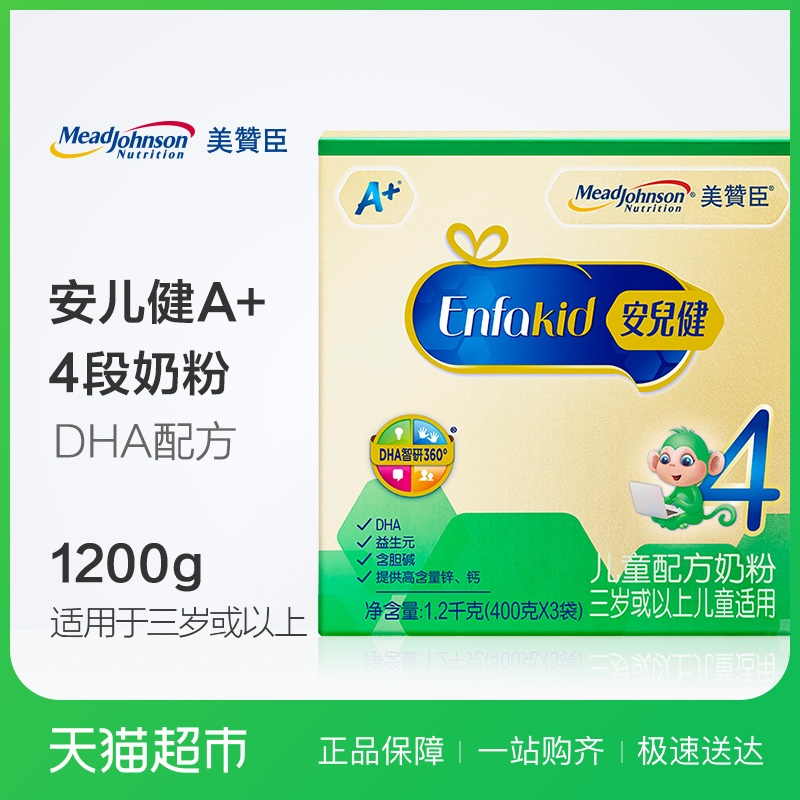 MeadJohnson Nutrition 美贊臣
安儿健A+
4段奶粉
DHA配方
1200g
适用于三岁或以上
A+
MeadJohnson® Nutrition 美贊臣®
Enfakid 安兒健
DHA智研360° ®
4
✓ DHA
✓ 益生元
✓ 含胆碱
✓ 提供高含量锌、钙
净含量:1.2千克(400克X3袋)
儿童配方奶粉
三岁或以上儿童适用
天猫超市
正品保障 | 一站购齐 | 极速送达